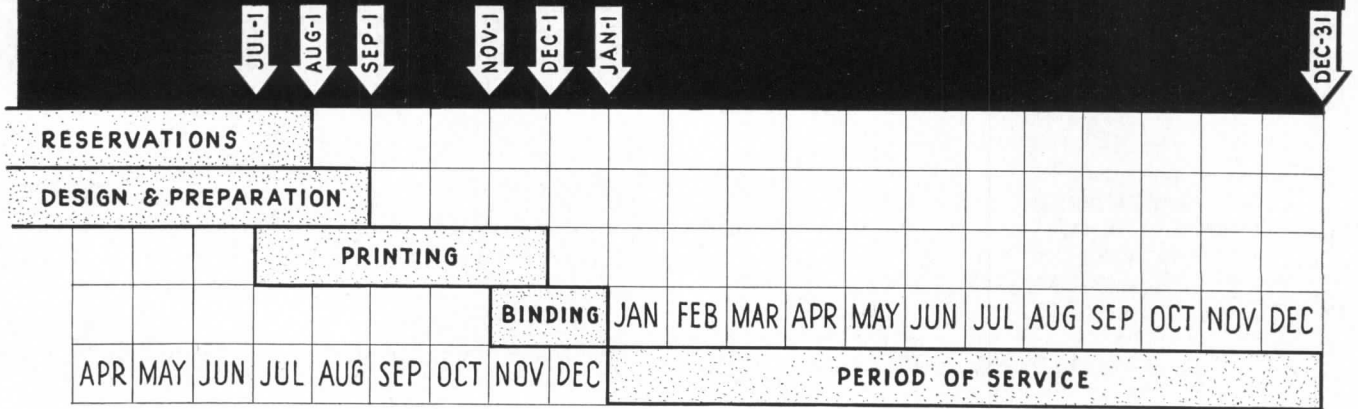 JUL-1 AUG-1 SEP-1 NOV-1 DEC-1 JAN-1 DEC-31
RESERVATIONS
DESIGN & PREPARATION
PRINTING
BINDING JAN FEB MAR APR MAY JUN JUL AUG SEP OCT NOV DEC
APR MAY JUN JUL AUG SEP OCT NOV DEC PERIOD OF SERVICE